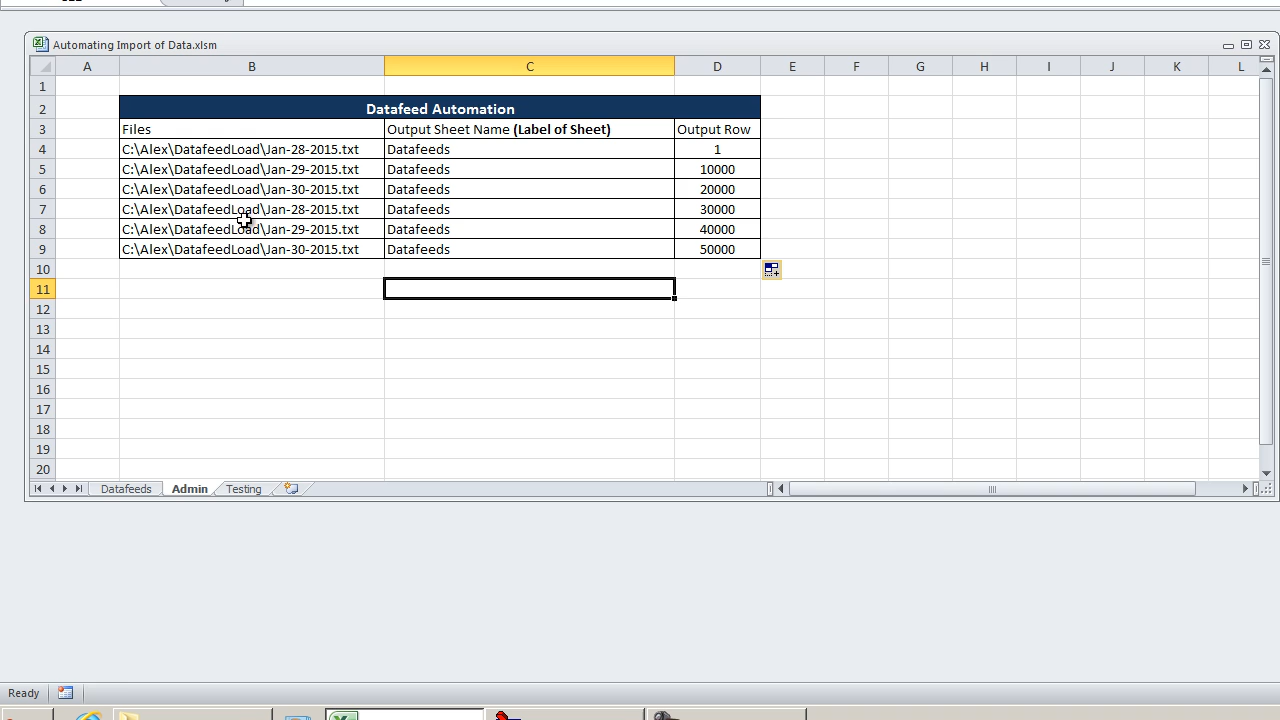 Automating Import of Data.xlsm
A B C D E F G H I J K L
1
2 Datafeed Automation
3 Files Output Sheet Name (Label of Sheet) Output Row
4 C:\Alex\DatafeedLoad\Jan-28-2015.txt Datafeeds 1
5 C:\Alex\DatafeedLoad\Jan-29-2015.txt Datafeeds 10000
6 C:\Alex\DatafeedLoad\Jan-30-2015.txt Datafeeds 20000
7 C:\Alex\DatafeedLoad\Jan-28-2015.txt Datafeeds 30000
8 C:\Alex\DatafeedLoad\Jan-29-2015.txt Datafeeds 40000
9 C:\Alex\DatafeedLoad\Jan-30-2015.txt Datafeeds 50000
10
11
12
13
14
15
16
17
18
19
20
Datafeeds Admin Testing
Ready